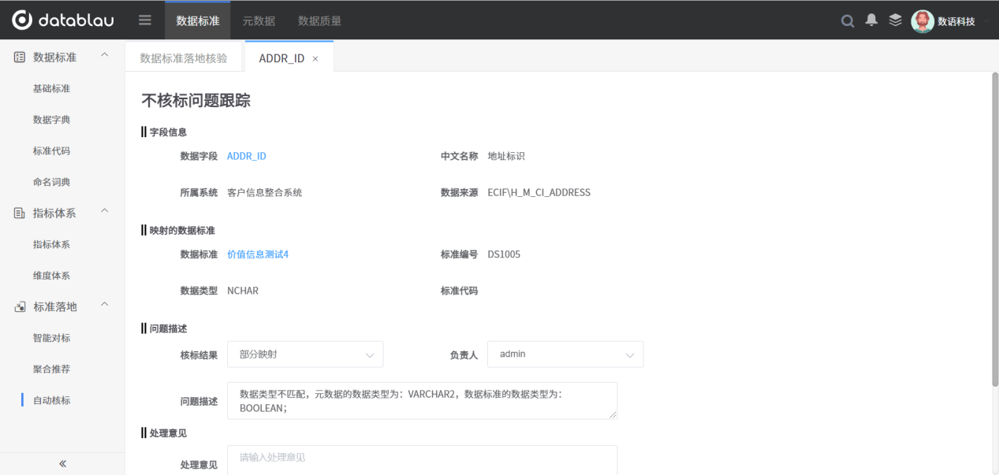 datablau
数据标准
元数据
数据质量
数语科技
数据标准
基础标准
数据字典
标准代码
命名词典
指标体系
指标体系
维度体系
标准落地
智能对标
聚合推荐
自动核标
数据标准落地核验
ADDR_ID ×
不核标问题跟踪
字段信息
数据字段 ADDR_ID 中文名称 地址标识
所属系统 客户信息整合系统 数据来源 ECIF\H_M_CI_ADDRESS
映射的数据标准
数据标准 价值信息测试4 标准编号 DS1005
数据类型 NCHAR 标准代码
问题描述
核标结果 部分映射 负责人 admin
问题描述 数据类型不匹配，元数据的数据类型为：VARCHAR2，数据标准的数据类型为：
BOOLEAN；
处理意见
处理意见 请输入处理意见